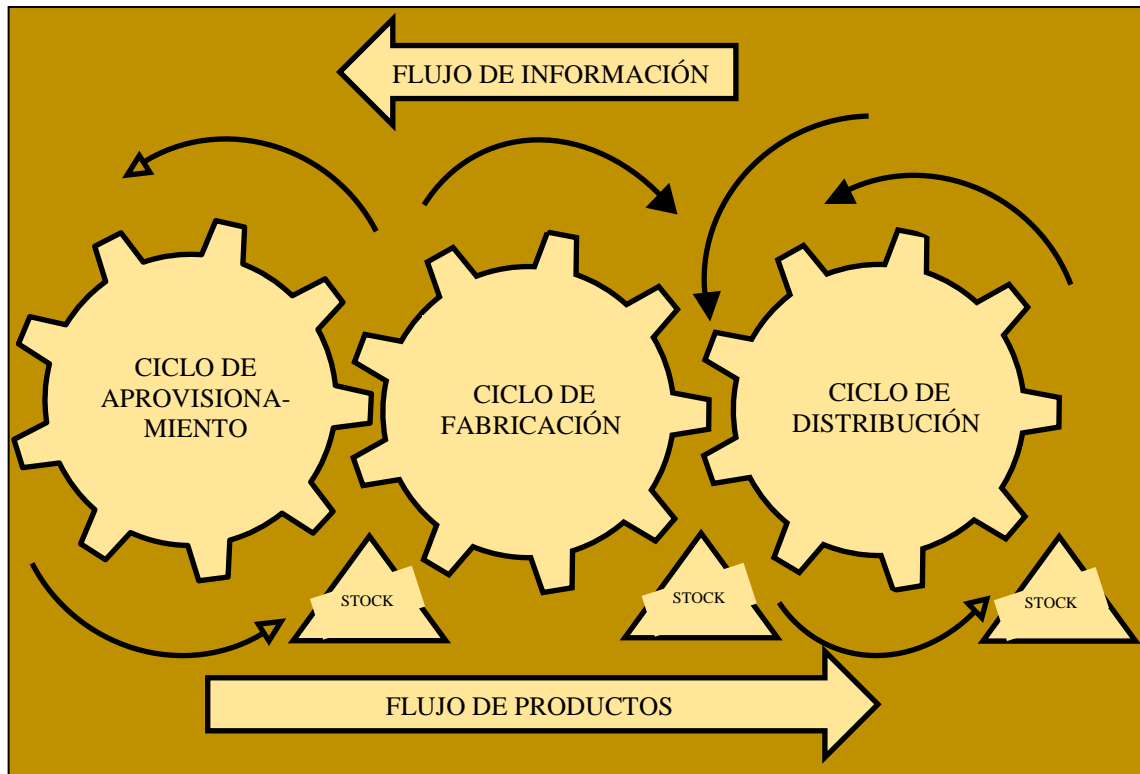 FLUJO DE INFORMACIÓN
CICLO DE
APROVISIONA-
MIENTO
CICLO DE
FABRICACIÓN
CICLO DE
DISTRIBUCIÓN
STOCK
STOCK
STOCK
FLUJO DE PRODUCTOS